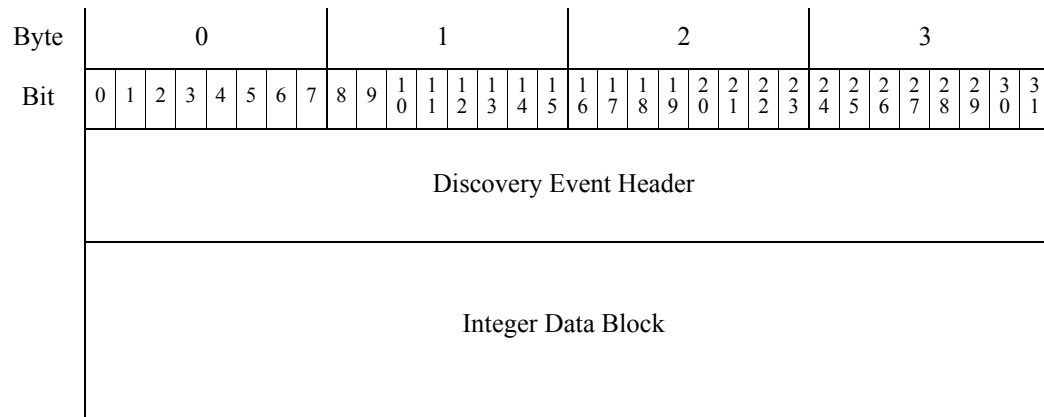 Byte 0 1 2 3
Bit 0 1 2 3 4 5 6 7 8 9 10 11 12 13 14 15 16 17 18 19 20 21 22 23 24 25 26 27 28 29 30 31
Discovery Event Header
Integer Data Block